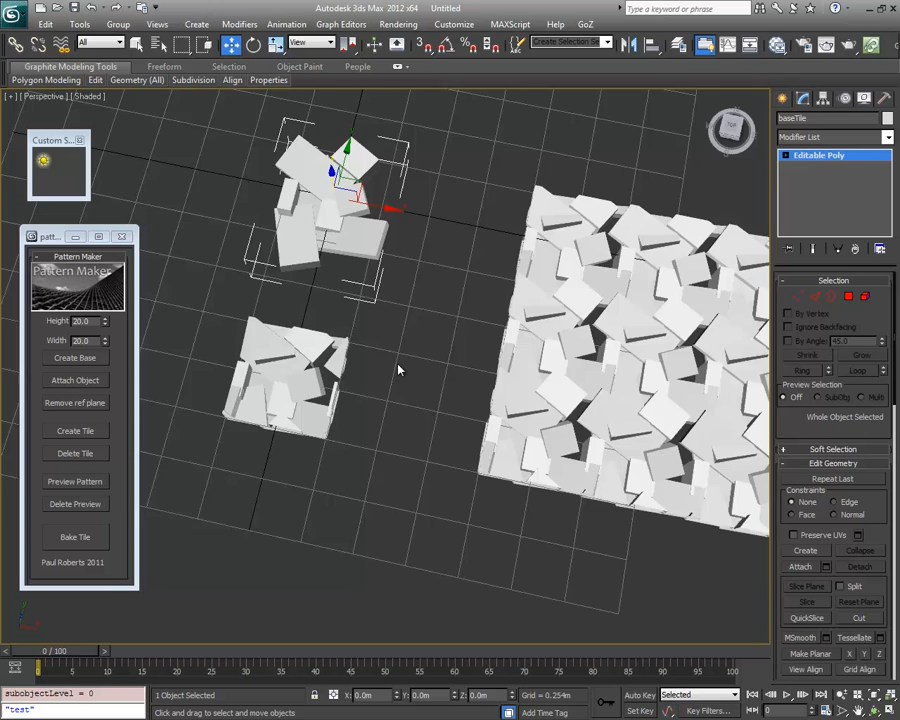 Autodesk 3ds Max 2012 x64 Untitled
Type a keyword or phrase
Edit Tools Group Views Create Modifiers Animation Graph Editors Rendering Customize MAXScript Help GoZ
All View Create Selection Se
Graphite Modeling Tools Freeform Selection Object Paint People
Polygon Modeling Edit Geometry (All) Subdivision Align Properties
[ + ] [ Perspective ] [ Shaded ]
Custom S...
TOP
patt...
Pattern Maker
Pattern Maker
Height 20.0
Width 20.0
Create Base
Attach Object
Remove ref plane
Create Tile
Delete Tile
Preview Pattern
Delete Preview
Bake Tile
Paul Roberts 2011
baseTile
Modifier List
Editable Poly
Selection
By Vertex
Ignore Backfacing
By Angle: 45.0
Shrink Grow
Ring Loop
Preview Selection
Off SubObj Multi
Whole Object Selected
Soft Selection
Edit Geometry
Repeat Last
Constraints
None Edge
Face Normal
Preserve UVs
Create Collapse
Attach Detach
Slice Plane Split
Slice Reset Plane
QuickSlice Cut
MSmooth Tessellate
Make Planar X Y Z
View Align Grid Align
0 / 100
0 5 10 15 20 25 30 35 40 45 50 55 60 65 70 75 80 85 90 95 100
subobjectLevel = 0
"test"
1 Object Selected X: 0.0m Y: 0.0m Z: 0.0m Grid = 0.254m
Click and drag to select and move objects Add Time Tag
Auto Key Selected
Set Key Key Filters...
0